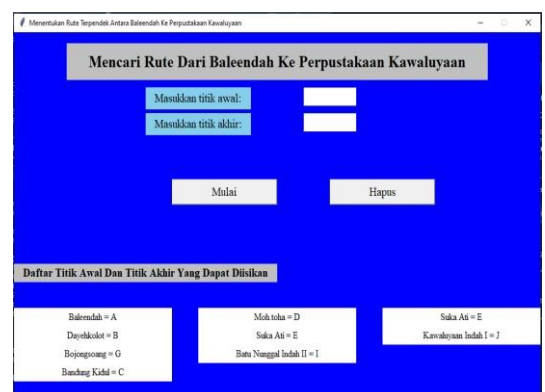 Menentukan Rute Terpendek Antara Baleendah Ke Perpustakaan Kawaluyaan
Mencari Rute Dari Baleendah Ke Perpustakaan Kawaluyaan
Masukkan titik awal:
Masukkan titik akhir:
Mulai
Hapus
Daftar Titik Awal Dan Titik Akhir Yang Dapat Diisikan
Baleendah = A
Dayehkolot = B
Bojongsoang = G
Bandung Kidul = C
Moh.toha = D
Suka Ati = E
Batu Nunggal Indah II = I
Suka Ati = E
Kawaluyaan Indah I = J